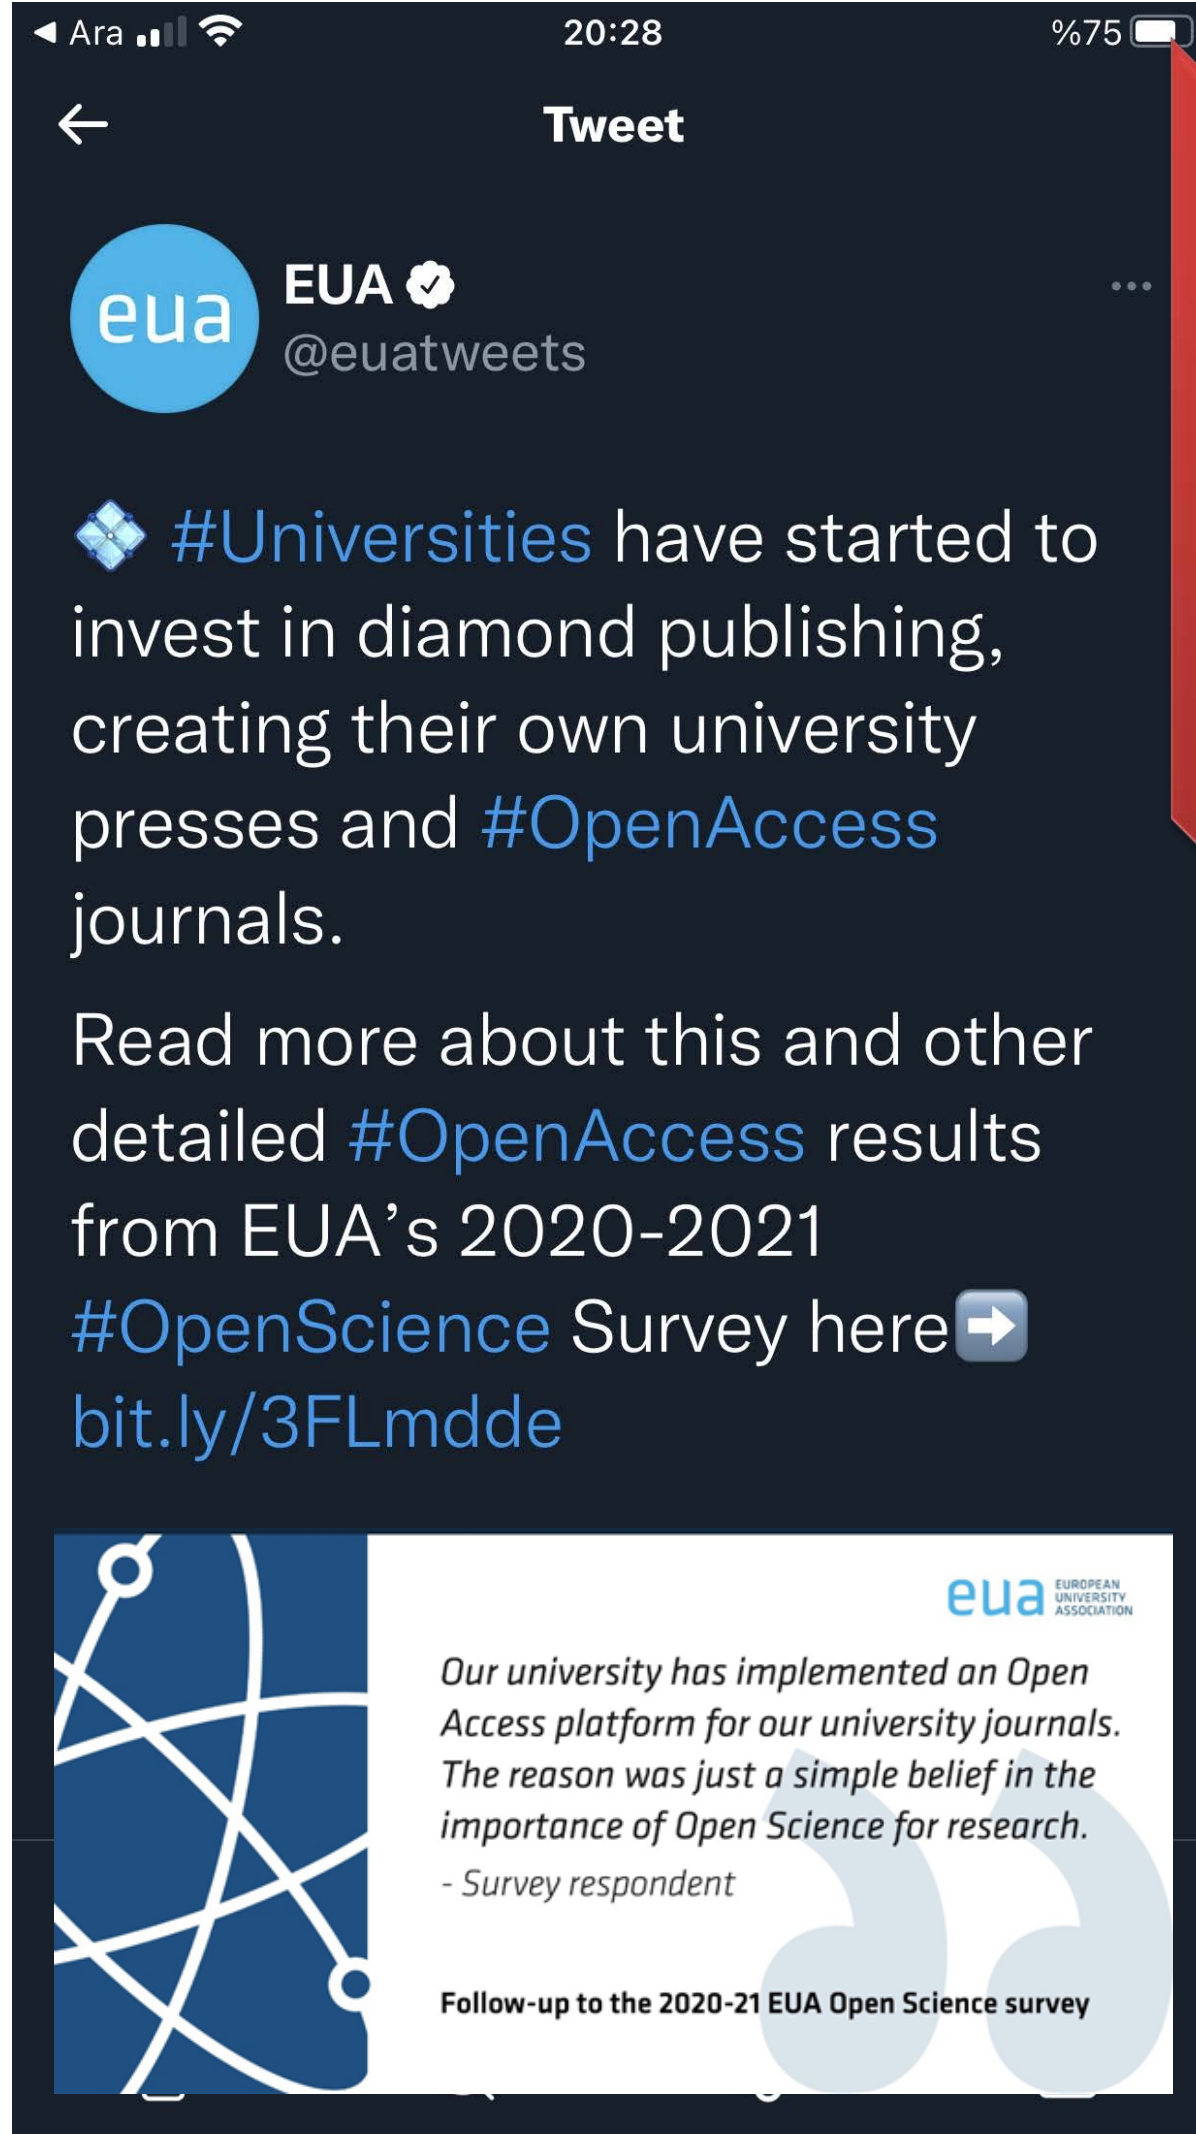 Ara
20:28
%75
Tweet
eua
EUA
@euatweets
#Universities have started to
invest in diamond publishing,
creating their own university
presses and #OpenAccess
journals.
Read more about this and other
detailed #OpenAccess results
from EUA’s 2020-2021
#OpenScience Survey here
bit.ly/3FLmdde
eua EUROPEAN
UNIVERSITY
ASSOCIATION
Our university has implemented an Open
Access platform for our university journals.
The reason was just a simple belief in the
importance of Open Science for research.
- Survey respondent
Follow-up to the 2020-21 EUA Open Science survey